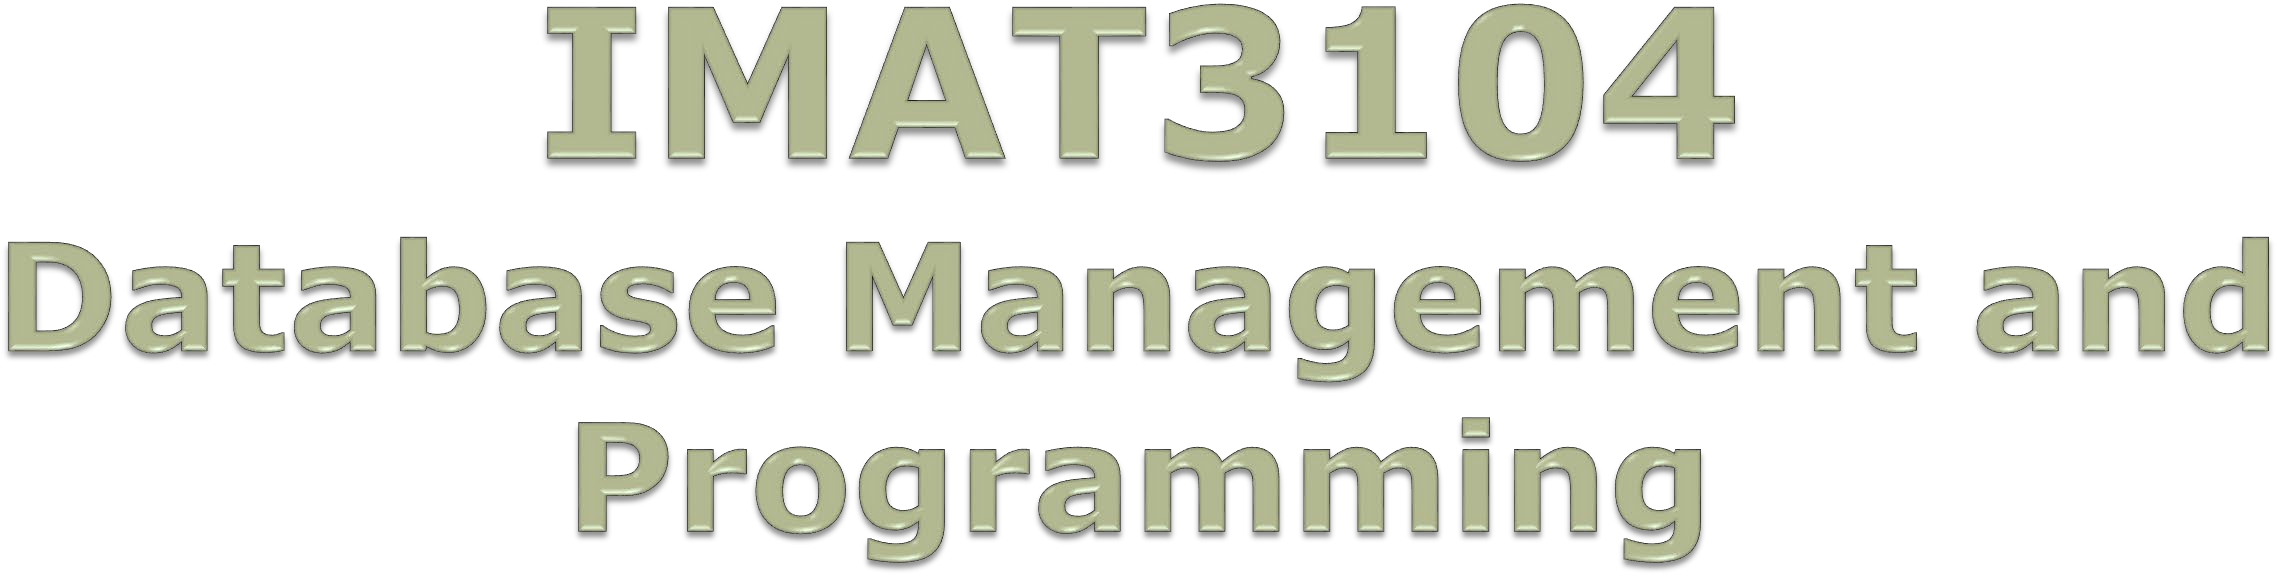 IMAT3104
Database Management and
Programming